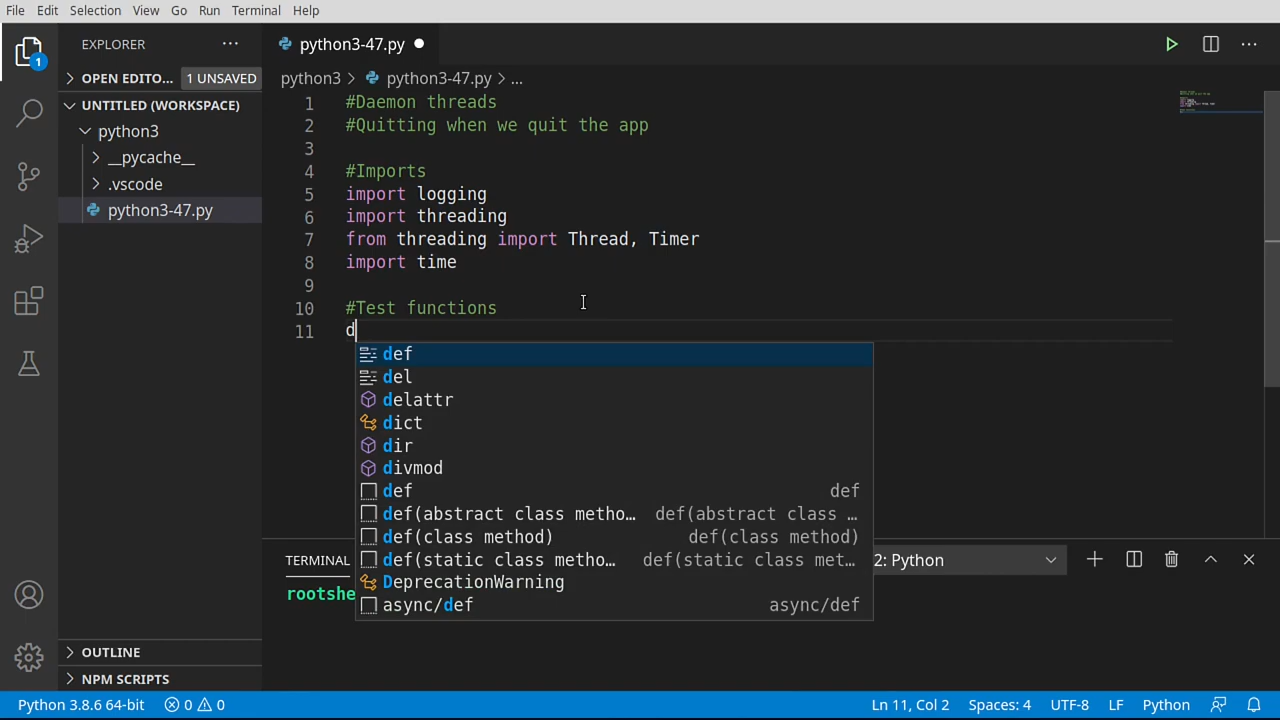 File Edit Selection View Go Run Terminal Help
EXPLORER
python3-47.py
OPEN EDITO... 1 UNSAVED
python3 > python3-47.py > ...
UNTITLED (WORKSPACE)
python3
__pycache__
.vscode
python3-47.py
1
1 #Daemon threads
2 #Quitting when we quit the app
3
4 #Imports
5 import logging
6 import threading
7 from threading import Thread, Timer
8 import time
9
10 #Test functions
11 d
def
del
delattr
dict
dir
divmod
def def
def(abstract class metho... def(abstract class ...
def(class method) def(class method)
def(static class metho... def(static class met...
DeprecationWarning
async/def async/def
TERMINAL 2: Python
rootshe
OUTLINE
NPM SCRIPTS
Python 3.8.6 64-bit 0 0 Ln 11, Col 2 Spaces: 4 UTF-8 LF Python